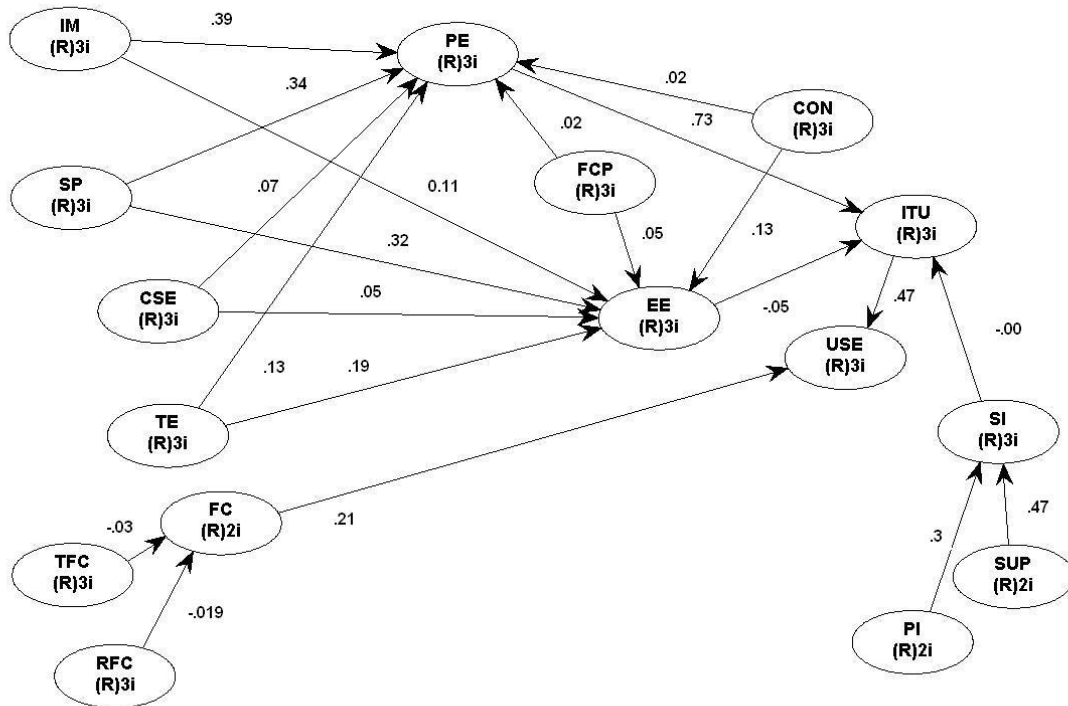 IM
(R)3i
.39
PE
(R)3i
.02
CON
(R)3i
.34
.73
.02
SP
(R)3i
.07
0.11
FCP
(R)3i
ITU
(R)3i
.32
.05
.13
CSE
(R)3i
.05
EE
(R)3i
-.05
.47
USE
(R)3i
-.00
.13
.19
TE
(R)3i
SI
(R)3i
FC
(R)2i
.21
.47
-.03
TFC
(R)3i
.3
SUP
(R)2i
-.019
PI
(R)2i
RFC
(R)3i